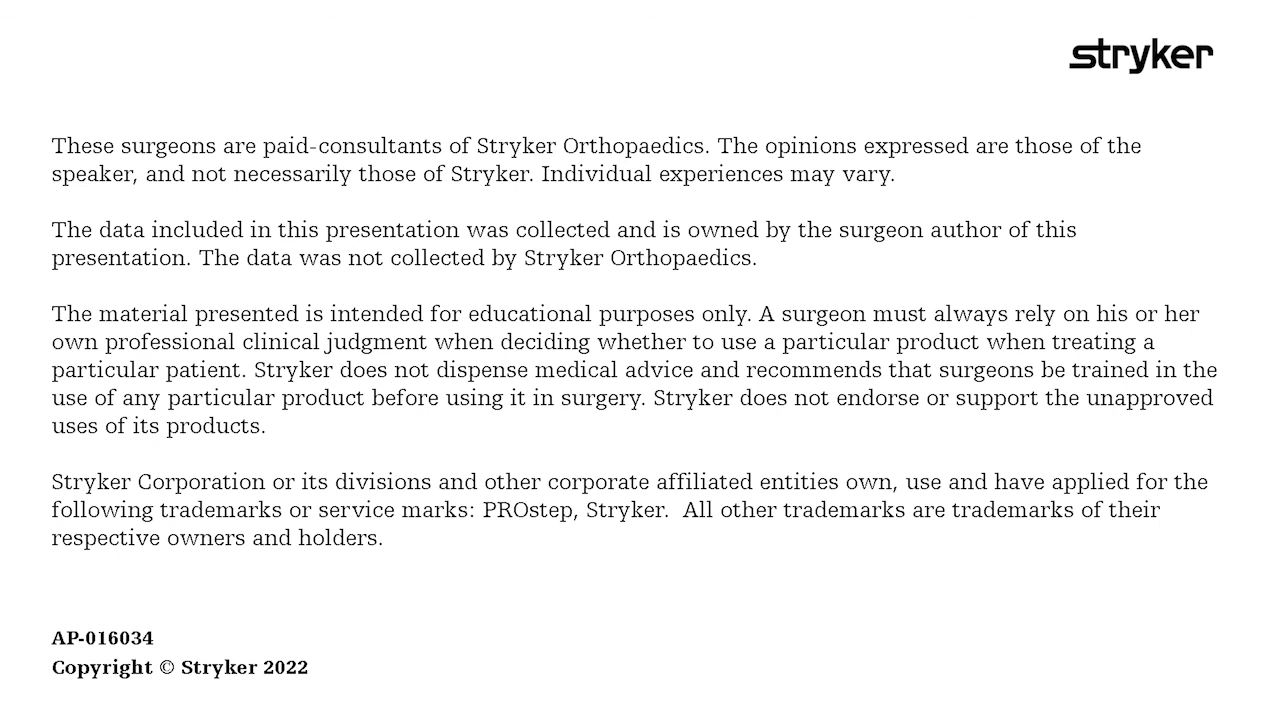 stryker
These surgeons are paid-consultants of Stryker Orthopaedics. The opinions expressed are those of the
speaker, and not necessarily those of Stryker. Individual experiences may vary.
The data included in this presentation was collected and is owned by the surgeon author of this
presentation. The data was not collected by Stryker Orthopaedics.
The material presented is intended for educational purposes only. A surgeon must always rely on his or her
own professional clinical judgment when deciding whether to use a particular product when treating a
particular patient. Stryker does not dispense medical advice and recommends that surgeons be trained in the
use of any particular product before using it in surgery. Stryker does not endorse or support the unapproved
uses of its products.
Stryker Corporation or its divisions and other corporate affiliated entities own, use and have applied for the
following trademarks or service marks: PROstep, Stryker.  All other trademarks are trademarks of their
respective owners and holders.
AP-016034
Copyright © Stryker 2022